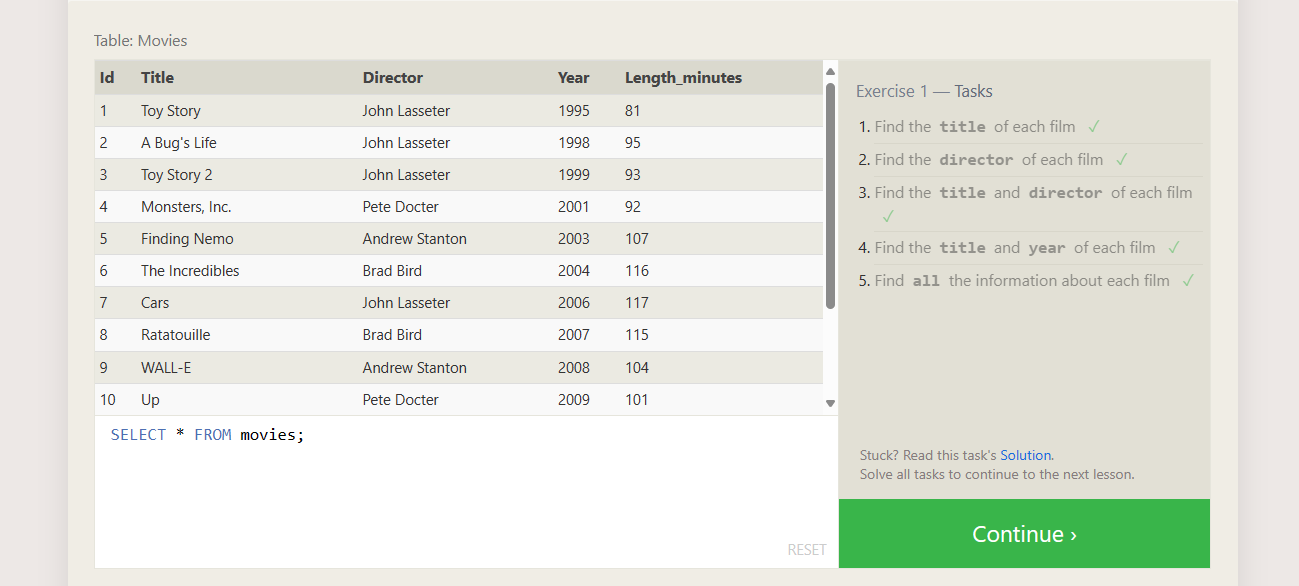 Table: Movies
Id Title Director Year Length_minutes
1 Toy Story John Lasseter 1995 81
2 A Bug's Life John Lasseter 1998 95
3 Toy Story 2 John Lasseter 1999 93
4 Monsters, Inc. Pete Docter 2001 92
5 Finding Nemo Andrew Stanton 2003 107
6 The Incredibles Brad Bird 2004 116
7 Cars John Lasseter 2006 117
8 Ratatouille Brad Bird 2007 115
9 WALL-E Andrew Stanton 2008 104
10 Up Pete Docter 2009 101
SELECT * FROM movies;
RESET
Exercise 1 — Tasks
1. Find the title of each film ✓
2. Find the director of each film ✓
3. Find the title and director of each film
✓
4. Find the title and year of each film ✓
5. Find all the information about each film ✓
Stuck? Read this task's Solution.
Solve all tasks to continue to the next lesson.
Continue ›